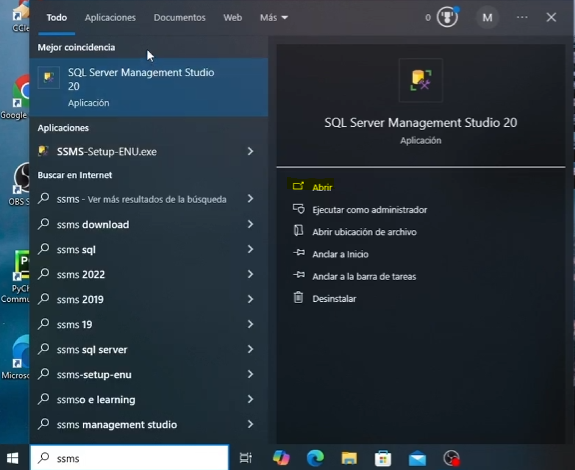 Todo Aplicaciones Documentos Web Más 0 M
Mejor coincidencia
SQL Server Management Studio
20
Aplicación
Aplicaciones
SSMS-Setup-ENU.exe
Buscar en Internet
ssms - Ver más resultados de la búsqueda
ssms download
ssms sql
ssms 2022
ssms 2019
ssms 19
ssms sql server
ssms-setup-enu
ssmso e learning
ssms management studio
ssms
SQL Server Management Studio 20
Aplicación
Abrir
Ejecutar como administrador
Abrir ubicación de archivo
Anclar a Inicio
Anclar a la barra de tareas
Desinstalar
CCle
Google
OBS S
PyCh
Commu
Micros